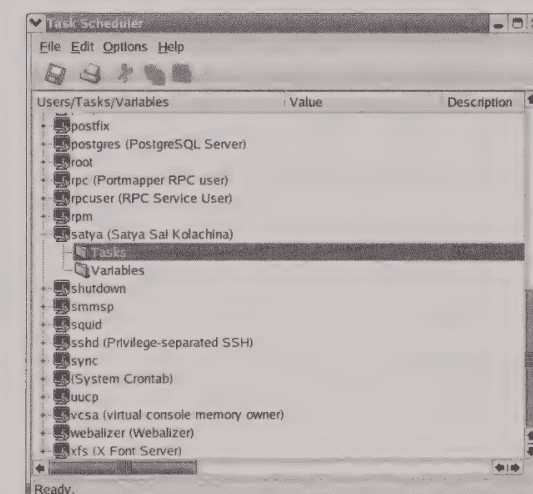 Task Scheduler
File Edit Options Help
Users/Tasks/Variables Value Description
postfix
postgres (PostgreSQL Server)
root
rpc (Portmapper RPC user)
rpcuser (RPC Service User)
rpm
satya (Satya Sai Kolachina)
Tasks
Variables
shutdown
smmsp
squid
sshd (Privilege-separated SSH)
sync
(System Crontab)
uucp
vcsa (virtual console memory owner)
webalizer (Webalizer)
xfs (X Font Server)
Ready.